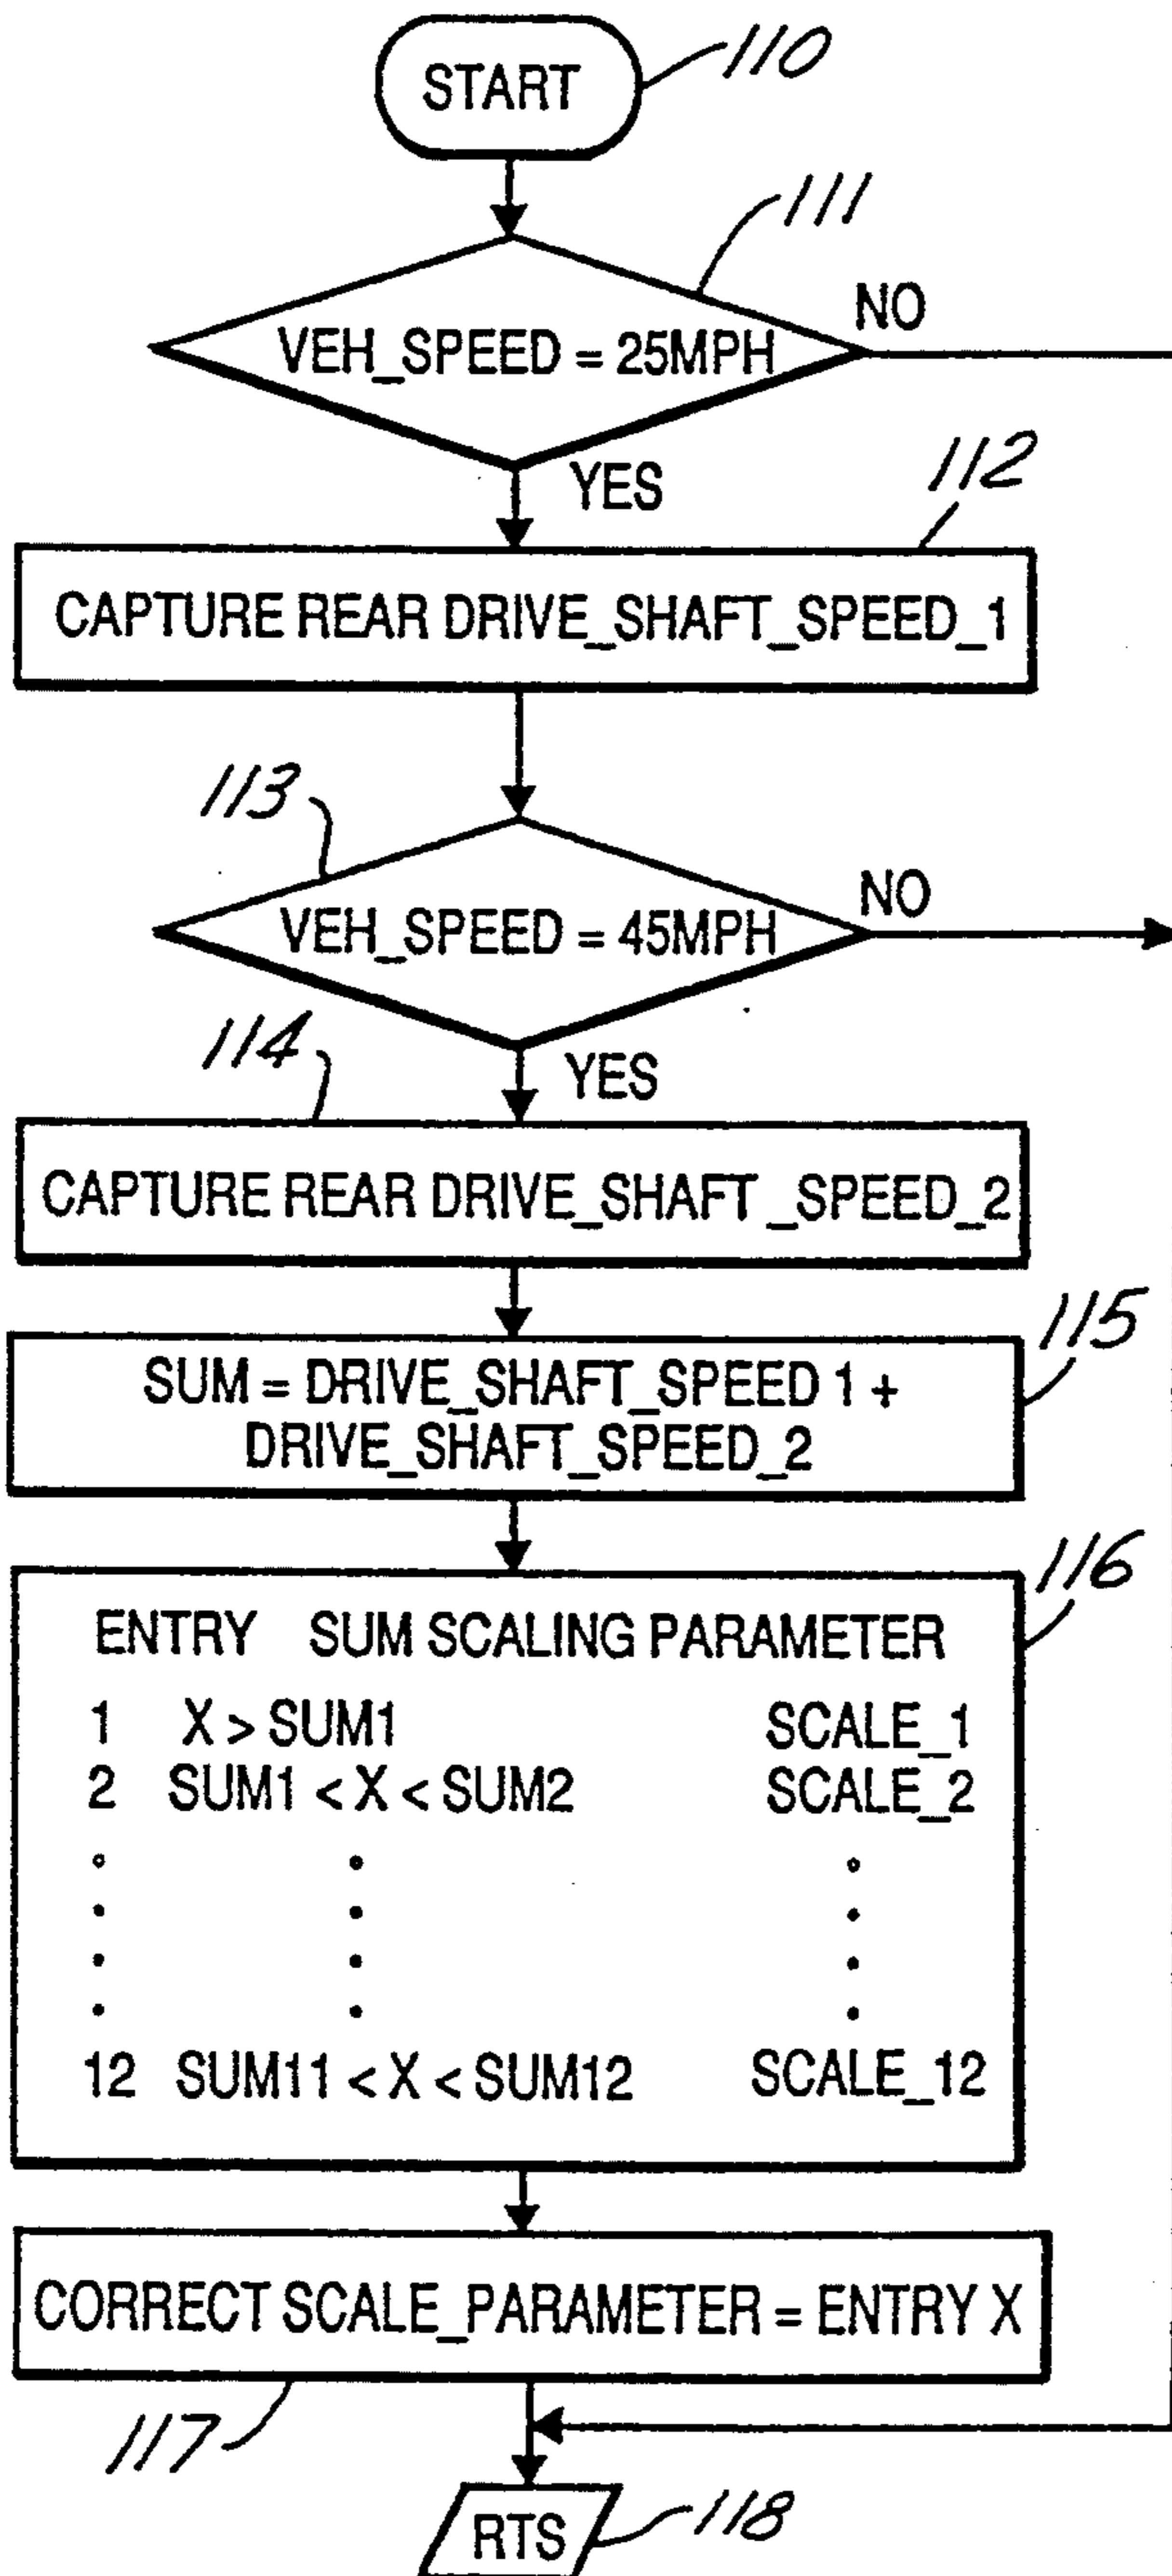 START
110
111
VEH_SPEED = 25MPH
NO
YES
112
CAPTURE REAR DRIVE_SHAFT_SPEED_1
113
VEH_SPEED = 45MPH
NO
114
YES
CAPTURE REAR DRIVE_SHAFT _SPEED_2
115
SUM = DRIVE_SHAFT_SPEED 1 +
DRIVE_SHAFT_SPEED_2
116
ENTRY SUM SCALING PARAMETER
1 X > SUM1 SCALE_1
2 SUM1 < X < SUM2 SCALE_2
12 SUM11 < X < SUM12 SCALE_12
CORRECT SCALE_PARAMETER = ENTRY X
117
RTS
118